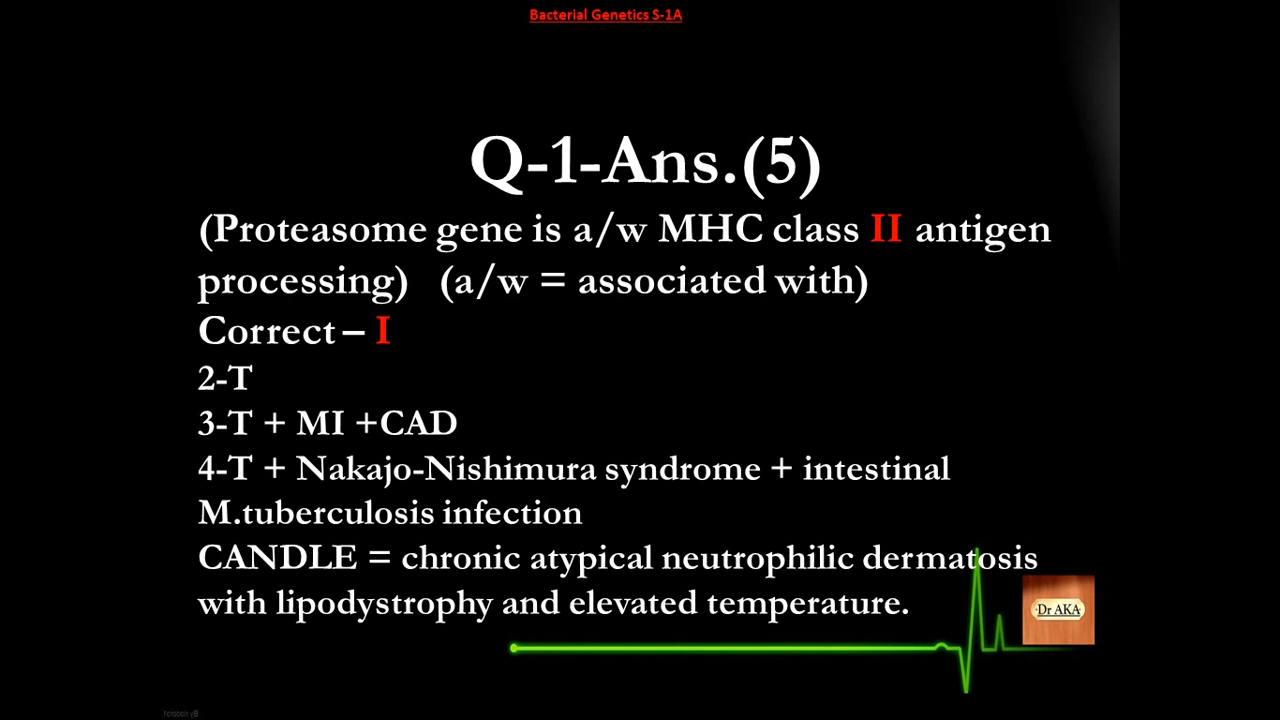 Bacterial Genetics S-1A
Q-1-Ans.(5)
(Proteasome gene is a/w MHC class II antigen
processing)   (a/w = associated with)
Correct – I
2-T
3-T + MI +CAD
4-T + Nakajo-Nishimura syndrome + intestinal
M.tuberculosis infection
CANDLE = chronic atypical neutrophilic dermatosis
with lipodystrophy and elevated temperature.
Dr AKA